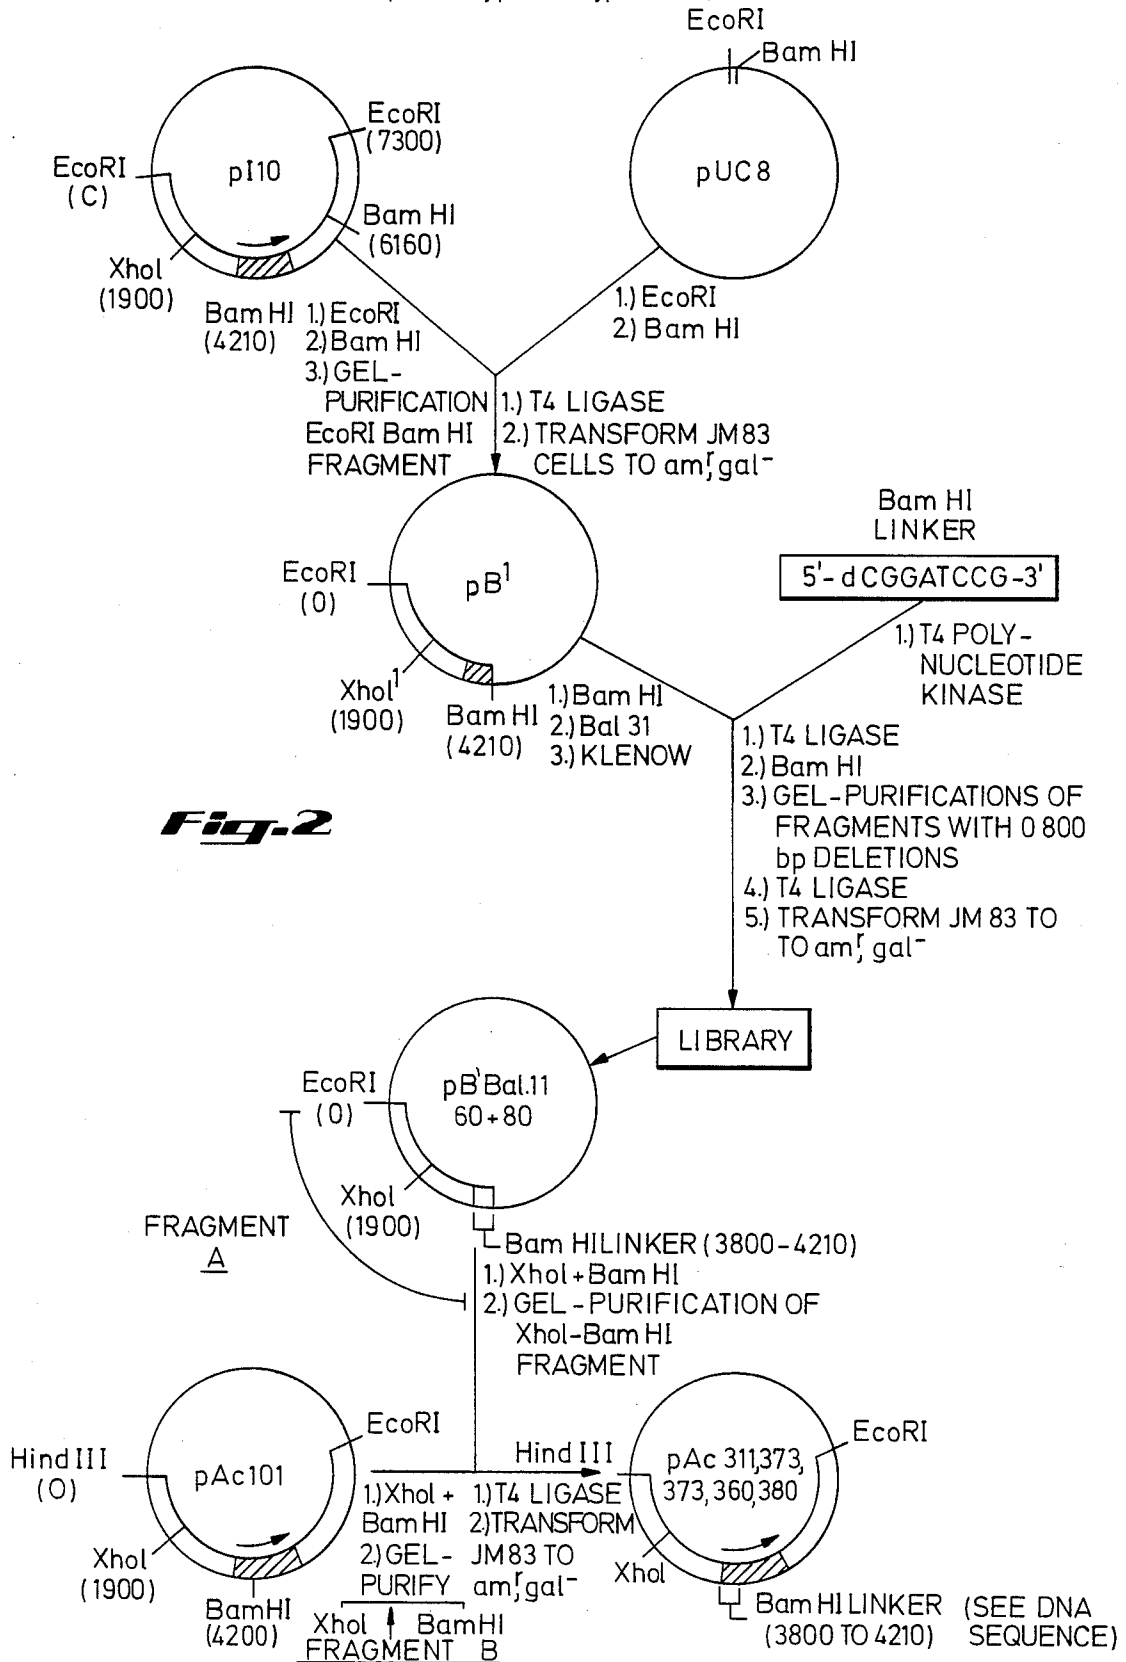 EcoRI
Bam HI
EcoRI
(7300)
EcoRI
(C)
pI10
pUC8
Bam HI
(6160)
XhoI
(1900)
Bam HI
(4210)
1.) EcoRI
2.) Bam HI
3.) GEL-
PURIFICATION
EcoRI Bam HI
FRAGMENT
1.) EcoRI
2.) Bam HI
1.) T4 LIGASE
2.) TRANSFORM JM83
CELLS TO amʳ, gal⁻
Bam HI
LINKER
5'- d CGGATCCG -3'
EcoRI
(0)
pB¹
XhoI¹
(1900)
Bam HI
(4210)
1.) Bam HI
2.) Bal 31
3.) KLENOW
1.) T4 POLY-
NUCLEOTIDE
KINASE
1.) T4 LIGASE
2.) Bam HI
3.) GEL-PURIFICATIONS OF
FRAGMENTS WITH 0 800
bp DELETIONS
4.) T4 LIGASE
5.) TRANSFORM JM 83 TO
TO amʳ, gal⁻
Fig.2
LIBRARY
EcoRI
(0)
pB'Bal.11
60+80
XhoI
(1900)
FRAGMENT
A
Bam HI LINKER (3800-4210)
1.) XhoI + Bam HI
2.) GEL-PURIFICATION OF
XhoI-Bam HI
FRAGMENT
Hind III
(0)
pAc101
EcoRI
XhoI
(1900)
BamHI
(4200)
1.) XhoI +
BamHI
2.) GEL-
PURIFY
XhoI BamHI
FRAGMENT B
Hind III
1.) T4 LIGASE
2.) TRANSFORM
JM83 TO
amʳ, gal⁻
pAc 311,373,
373,360,380
EcoRI
XhoI
Bam HI LINKER (SEE DNA
(3800 TO 4210) SEQUENCE)